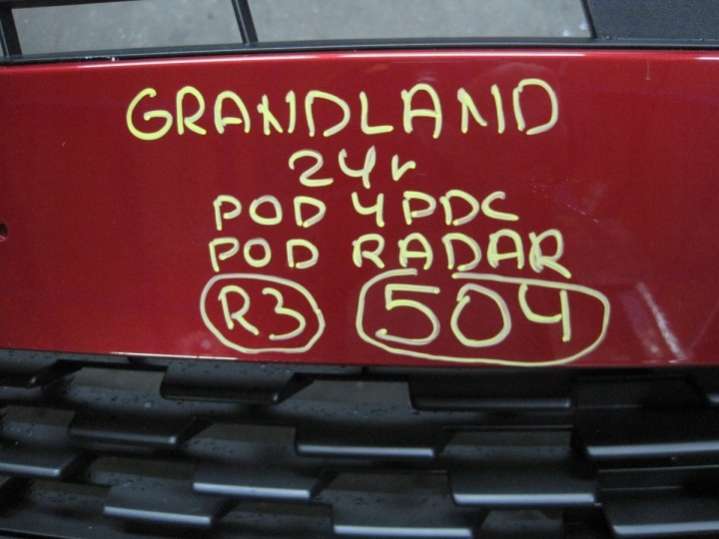 GRANDLAND
24r
POD 4PDC
POD RADAR
R3 504